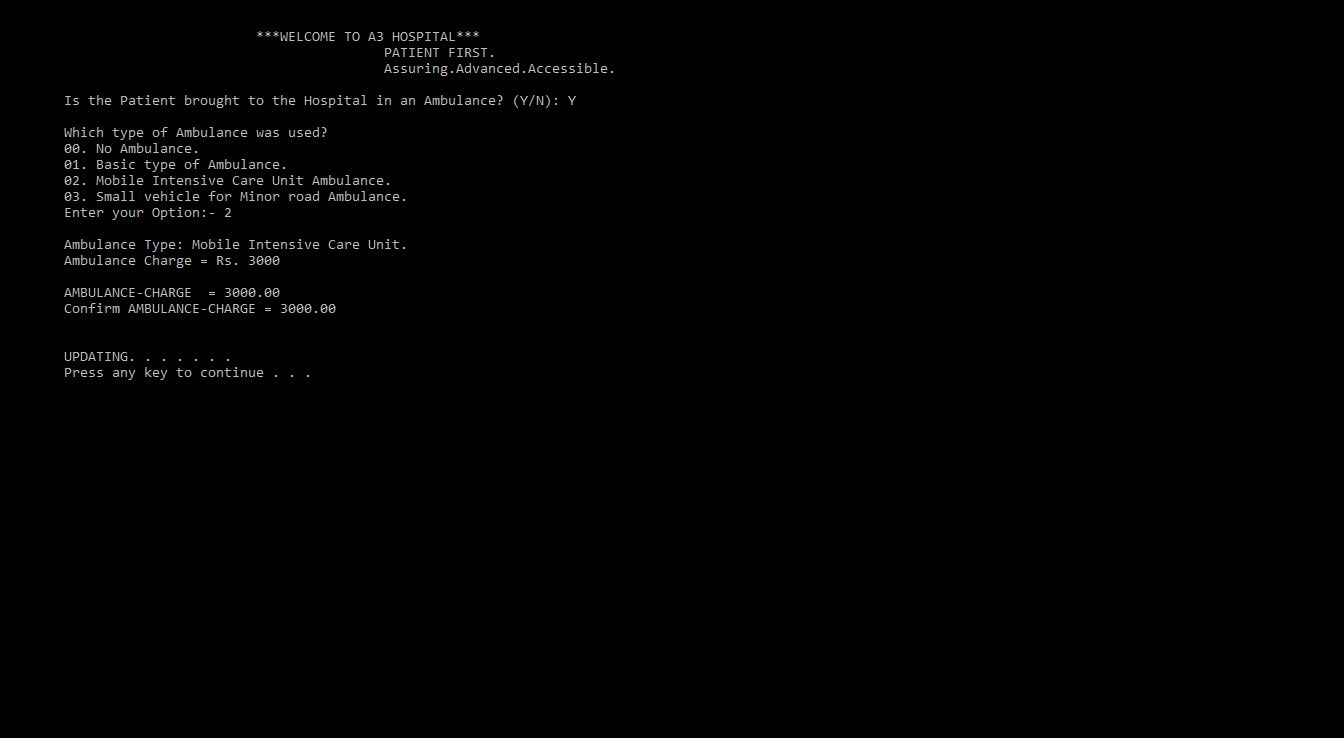 ***WELCOME TO A3 HOSPITAL***
PATIENT FIRST.
Assuring.Advanced.Accessible.
Is the Patient brought to the Hospital in an Ambulance? (Y/N): Y
Which type of Ambulance was used?
00. No Ambulance.
01. Basic type of Ambulance.
02. Mobile Intensive Care Unit Ambulance.
03. Small vehicle for Minor road Ambulance.
Enter your Option:- 2
Ambulance Type: Mobile Intensive Care Unit.
Ambulance Charge = Rs. 3000
AMBULANCE-CHARGE  = 3000.00
Confirm AMBULANCE-CHARGE = 3000.00
UPDATING. . . . . . .
Press any key to continue . . .